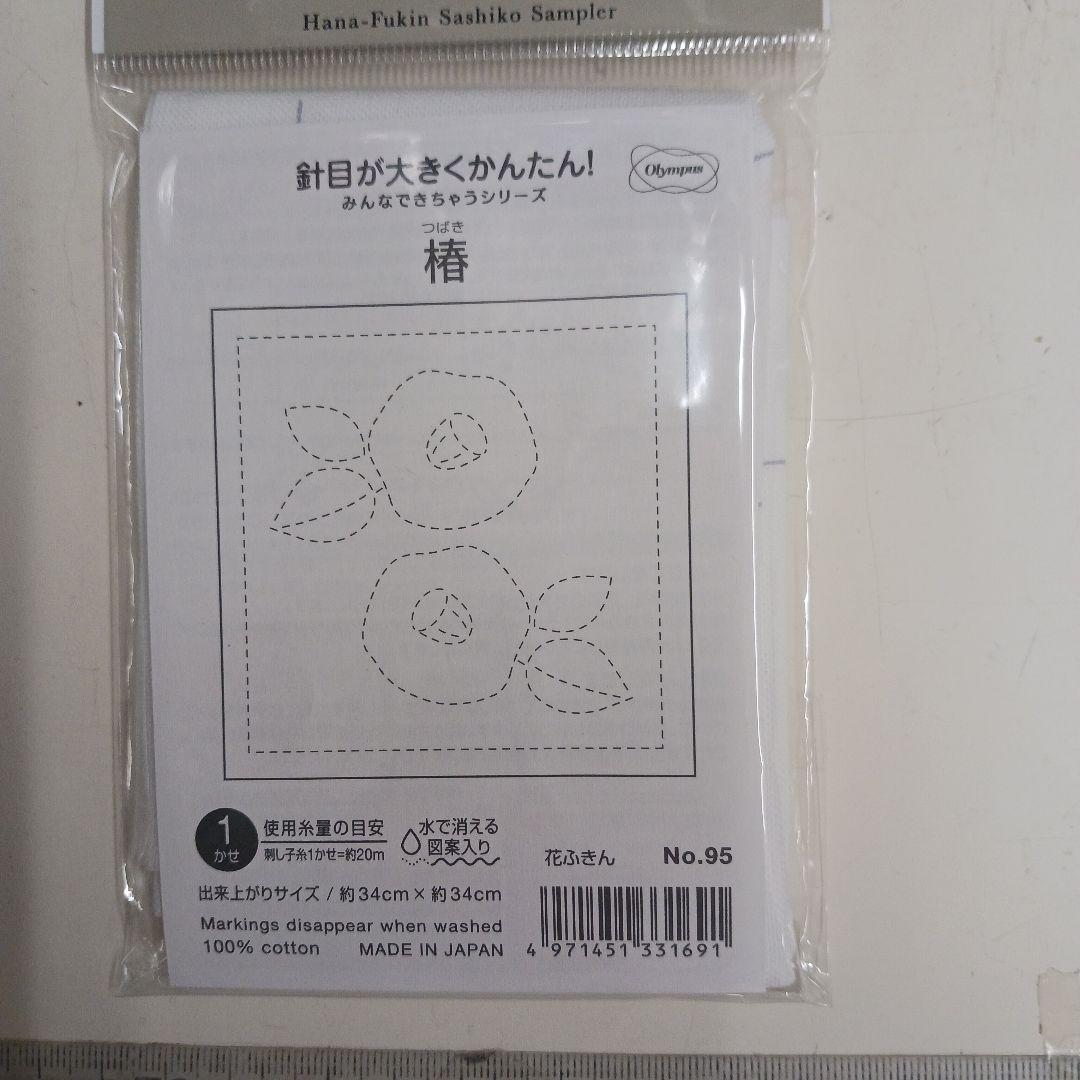 Hana-Fukin Sashiko Sampler
針目が大きくかんたん!
Olympus
みんなできちゃうシリーズ
つばき
椿
1
かせ
使用糸量の目安
刺し子糸1かせ=約20m
水で消える
図案入り
花ふきん
No.95
出来上がりサイズ / 約34cm×約34cm
Markings disappear when washed
100% cotton MADE IN JAPAN
4 971451 331691